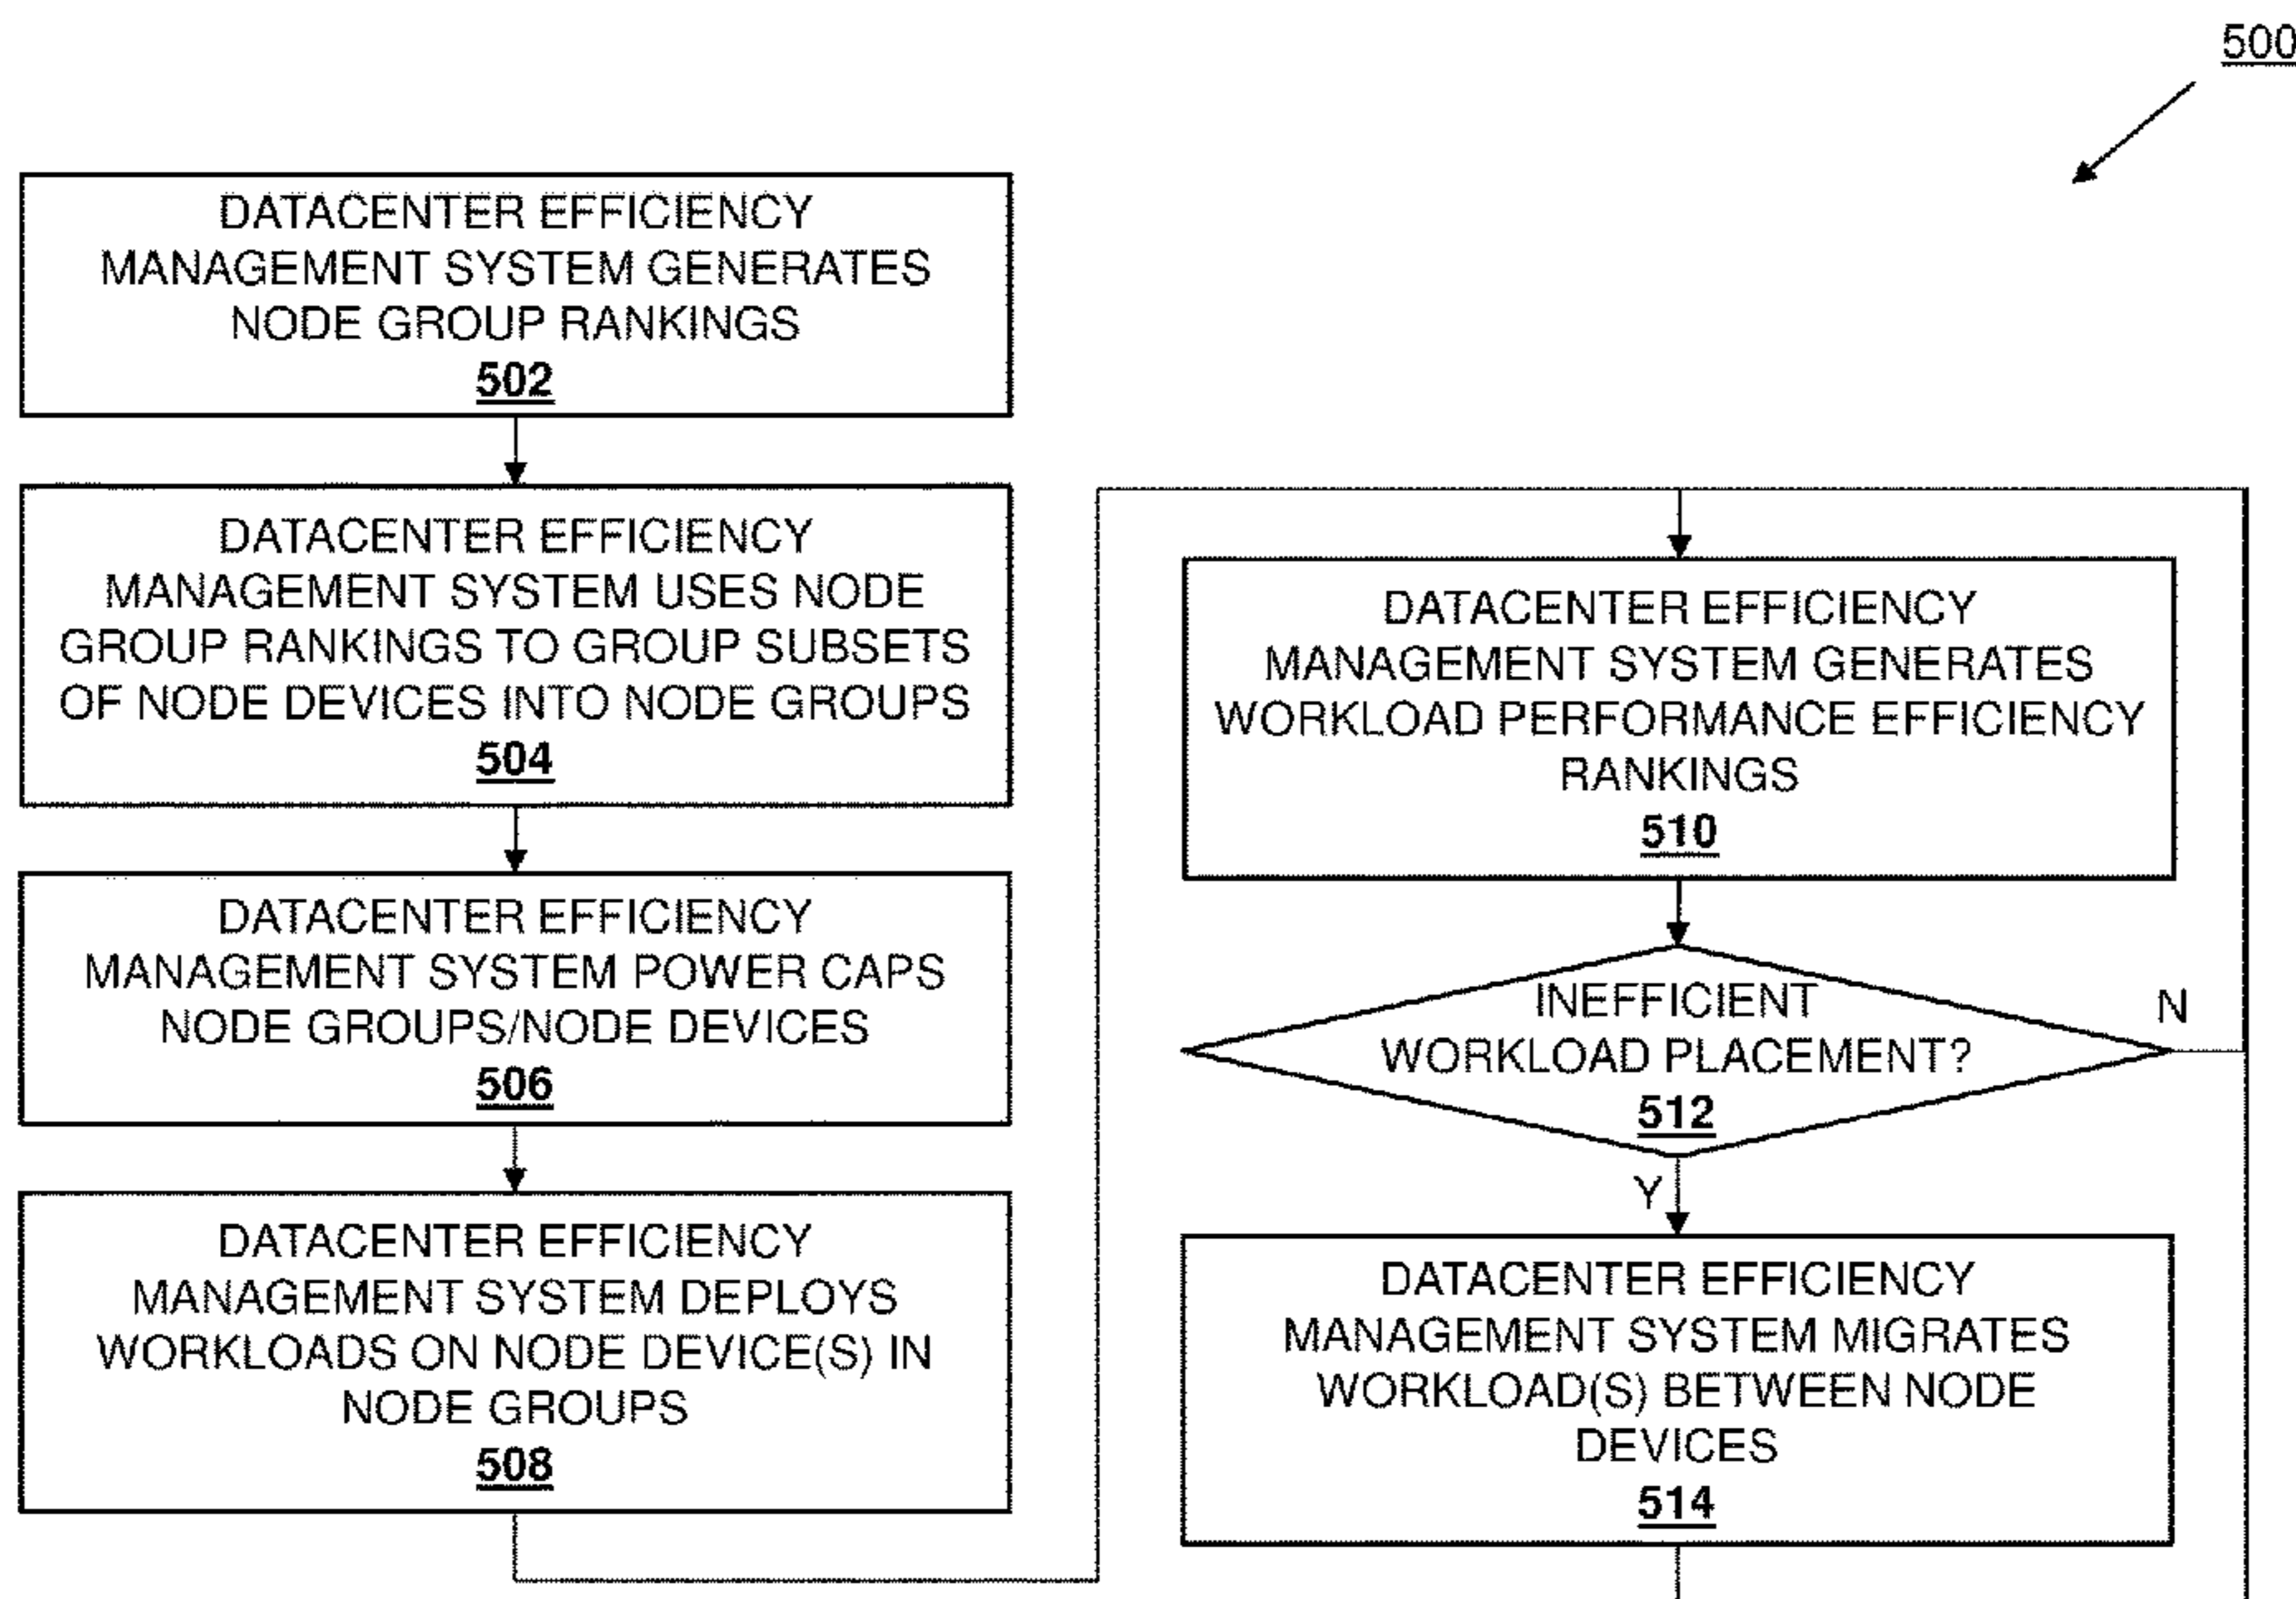 500
DATACENTER EFFICIENCY
MANAGEMENT SYSTEM GENERATES
NODE GROUP RANKINGS
502
DATACENTER EFFICIENCY
MANAGEMENT SYSTEM USES NODE
GROUP RANKINGS TO GROUP SUBSETS
OF NODE DEVICES INTO NODE GROUPS
504
DATACENTER EFFICIENCY
MANAGEMENT SYSTEM POWER CAPS
NODE GROUPS/NODE DEVICES
506
DATACENTER EFFICIENCY
MANAGEMENT SYSTEM DEPLOYS
WORKLOADS ON NODE DEVICE(S) IN
NODE GROUPS
508
DATACENTER EFFICIENCY
MANAGEMENT SYSTEM GENERATES
WORKLOAD PERFORMANCE EFFICIENCY
RANKINGS
510
INEFFICIENT
WORKLOAD PLACEMENT?
512
N
Y
DATACENTER EFFICIENCY
MANAGEMENT SYSTEM MIGRATES
WORKLOAD(S) BETWEEN NODE
DEVICES
514